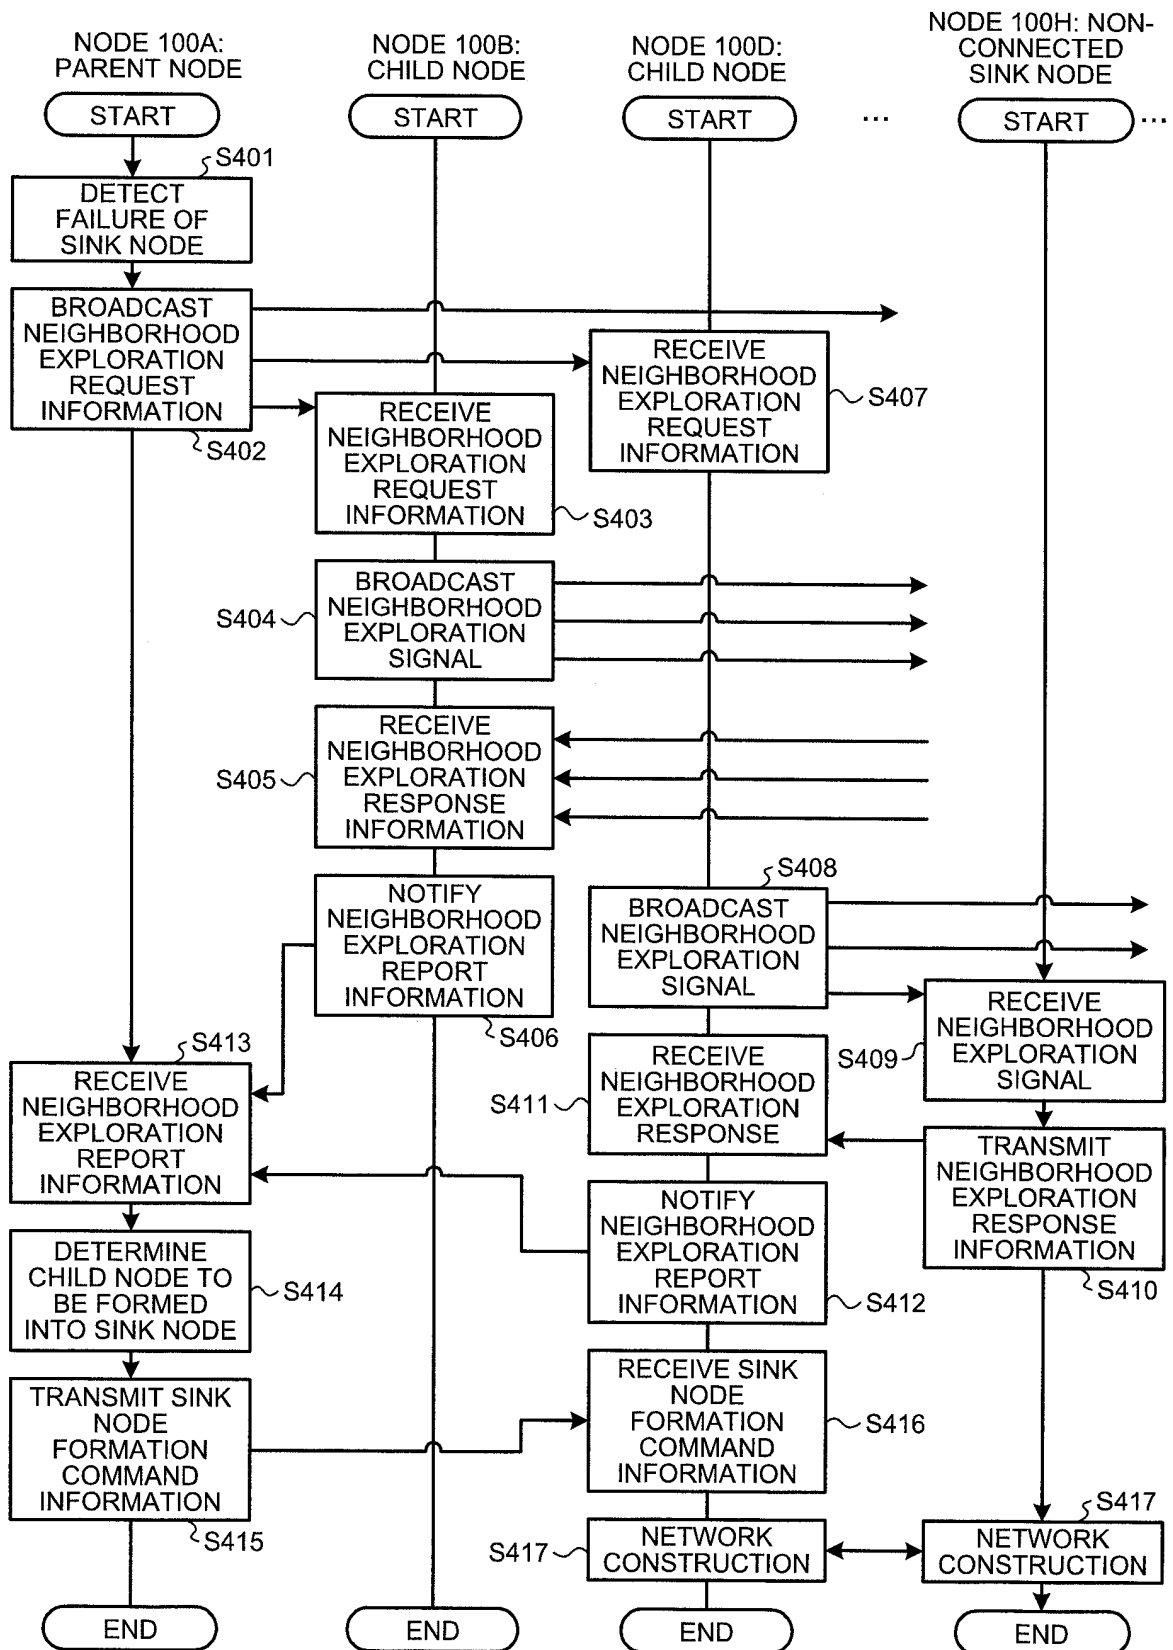 NODE 100A:
PARENT NODE
NODE 100B:
CHILD NODE
NODE 100D:
CHILD NODE
NODE 100H: NON-
CONNECTED
SINK NODE
START
START
START
...
START
...
S401
DETECT
FAILURE OF
SINK NODE
BROADCAST
NEIGHBORHOOD
EXPLORATION
REQUEST
INFORMATION
S402
RECEIVE
NEIGHBORHOOD
EXPLORATION
REQUEST
INFORMATION
S407
RECEIVE
NEIGHBORHOOD
EXPLORATION
REQUEST
INFORMATION
S403
BROADCAST
NEIGHBORHOOD
EXPLORATION
SIGNAL
S404
RECEIVE
NEIGHBORHOOD
EXPLORATION
RESPONSE
INFORMATION
S405
NOTIFY
NEIGHBORHOOD
EXPLORATION
REPORT
INFORMATION
S406
S408
BROADCAST
NEIGHBORHOOD
EXPLORATION
SIGNAL
RECEIVE
NEIGHBORHOOD
EXPLORATION
SIGNAL
S409
S413
RECEIVE
NEIGHBORHOOD
EXPLORATION
REPORT
INFORMATION
S411
RECEIVE
NEIGHBORHOOD
EXPLORATION
RESPONSE
TRANSMIT
NEIGHBORHOOD
EXPLORATION
RESPONSE
INFORMATION
S410
NOTIFY
NEIGHBORHOOD
EXPLORATION
REPORT
INFORMATION
S412
DETERMINE
CHILD NODE TO
BE FORMED
INTO SINK NODE
S414
TRANSMIT SINK
NODE
FORMATION
COMMAND
INFORMATION
S415
RECEIVE SINK
NODE
FORMATION
COMMAND
INFORMATION
S416
S417
NETWORK
CONSTRUCTION
S417
NETWORK
CONSTRUCTION
END
END
END
END